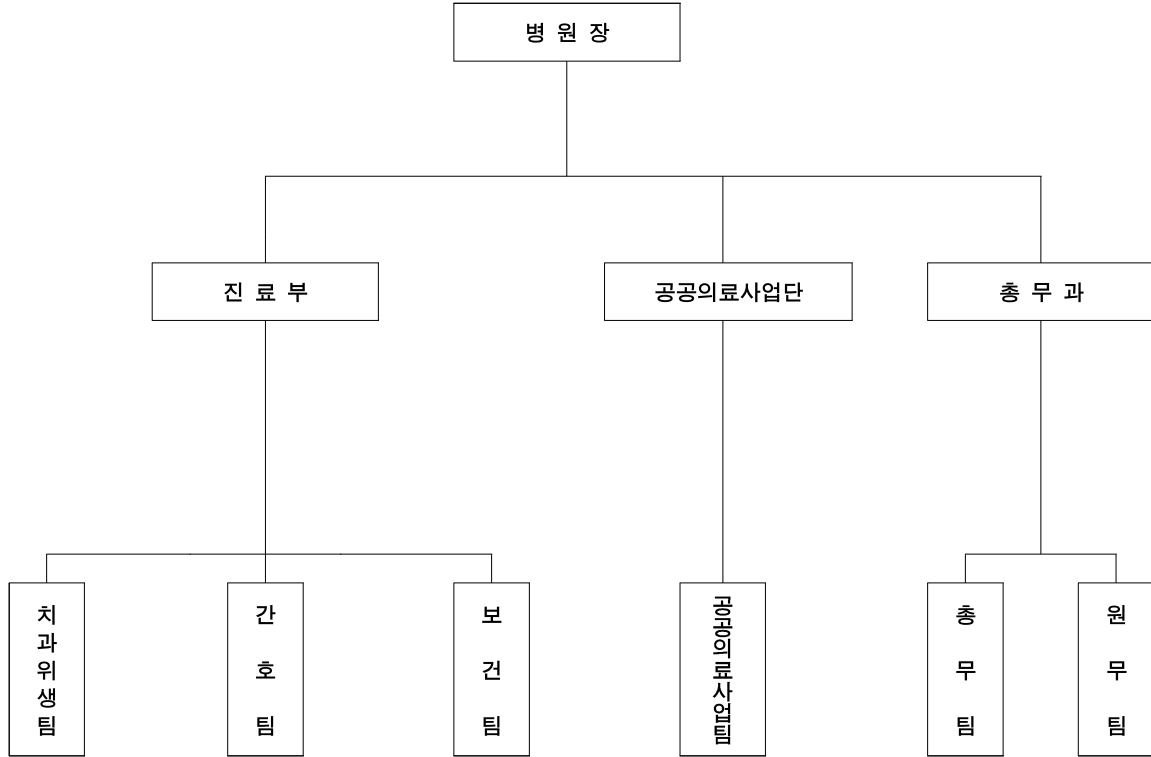 병 원 장
진 료 부
공공의료사업단
총 무 과
치과위생팀
간호팀
보건팀
공공의료사업팀
총무팀
원무팀